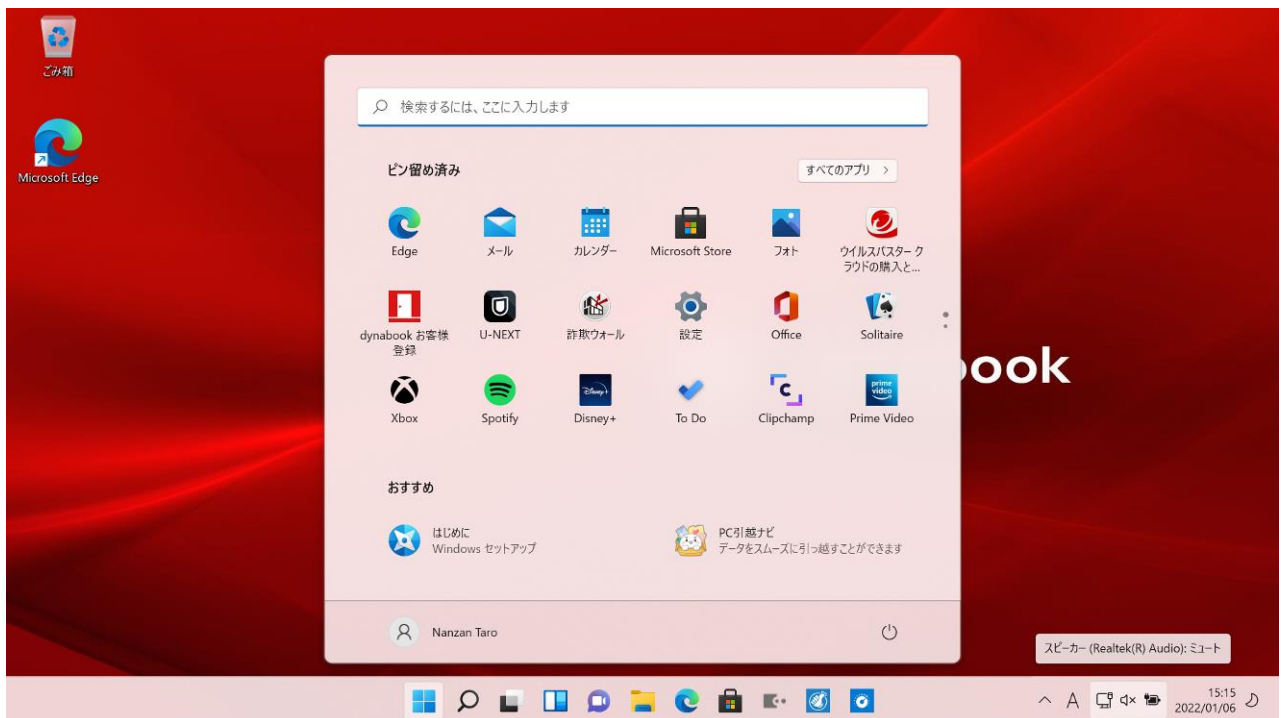 ごみ箱
Microsoft Edge
検索するには、ここに入力します
ピン留め済み
すべてのアプリ >
Edge
メール
カレンダー
Microsoft Store
フォト
ウイルスバスター ク
ラウドの購入と...
dynabook お客様
登録
U-NEXT
詐欺ウォール
設定
Office
Solitaire
Xbox
Spotify
Disney+
To Do
Clipchamp
prime
video
Prime Video
おすすめ
はじめに
Windows セットアップ
PC引越ナビ
データをスムーズに引っ越すことができます
Nanzan Taro
ook
スピーカー (Realtek(R) Audio): ミュート
A
15:15
2022/01/06